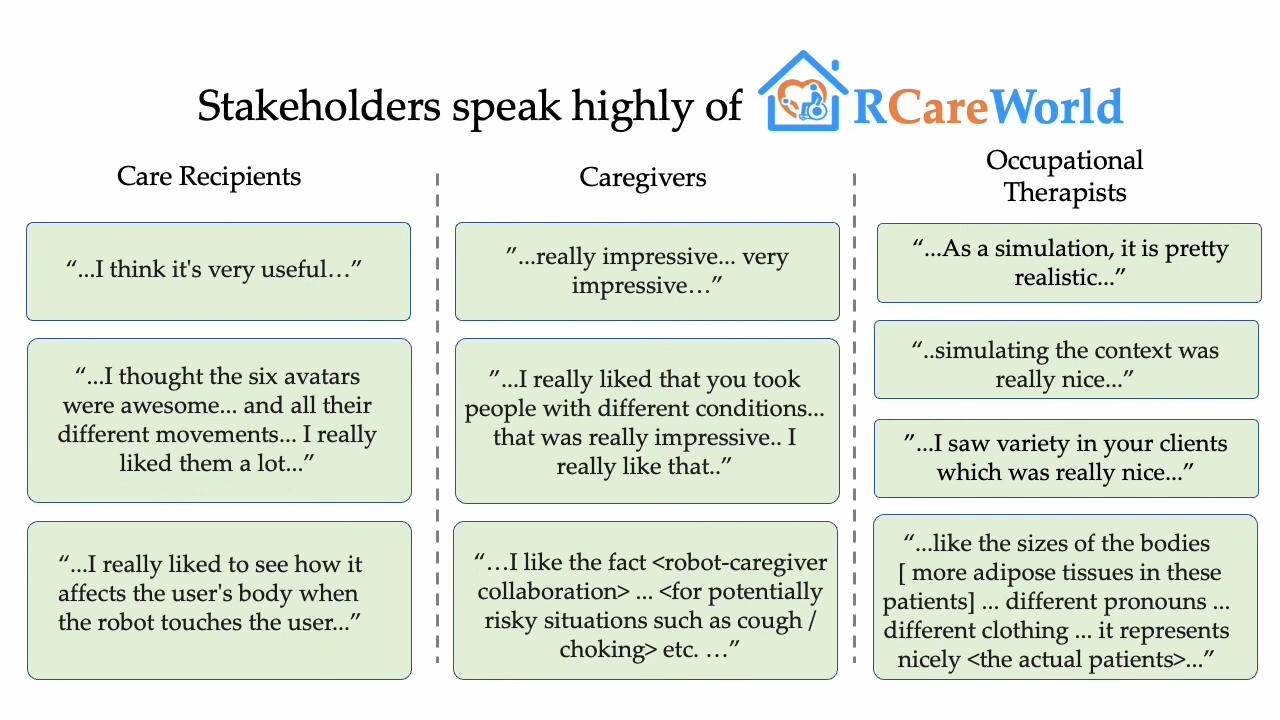 Stakeholders speak highly of RCareWorld
Care Recipients
“...I think it's very useful…”
“...I thought the six avatars
were awesome... and all their
different movements... I really
liked them a lot...”
“...I really liked to see how it
affects the user's body when
the robot touches the user...”
Caregivers
”...really impressive... very
impressive…”
”...I really liked that you took
people with different conditions...
that was really impressive.. I
really like that..”
“…I like the fact <robot-caregiver
collaboration> ... <for potentially
risky situations such as cough /
choking> etc. …”
Occupational
Therapists
“...As a simulation, it is pretty
realistic...”
“..simulating the context was
really nice...”
”...I saw variety in your clients
which was really nice...”
“...like the sizes of the bodies
[ more adipose tissues in these
patients] ... different pronouns ...
different clothing ... it represents
nicely <the actual patients>...”